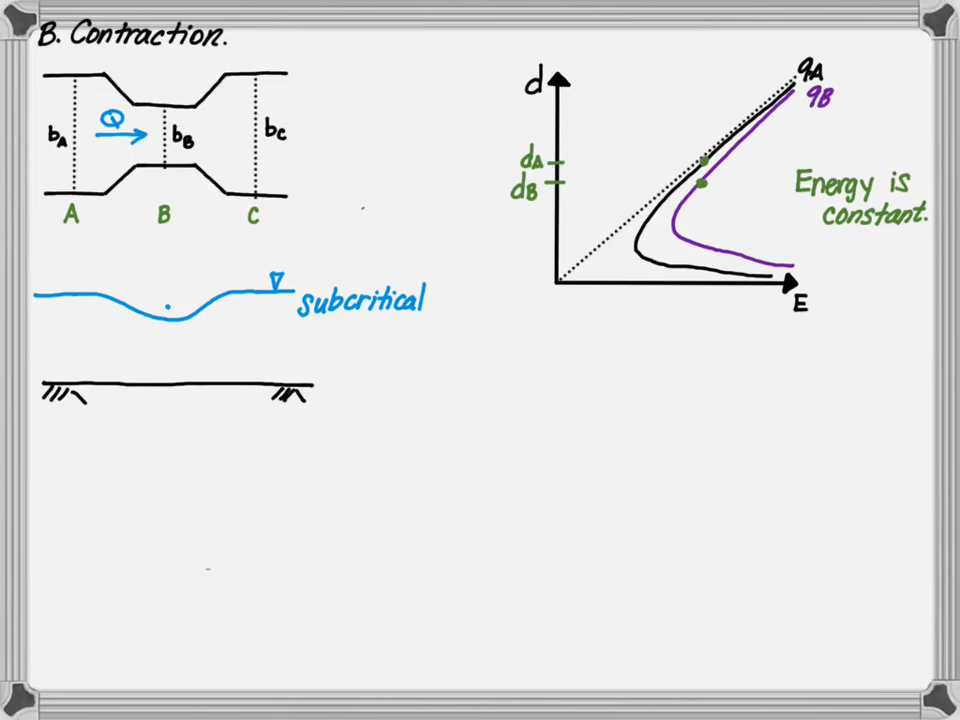 B. Contraction.
bA
Q
bB
bC
A
B
C
subcritical
d
qA
qB
dA
dB
Energy is
constant.
E